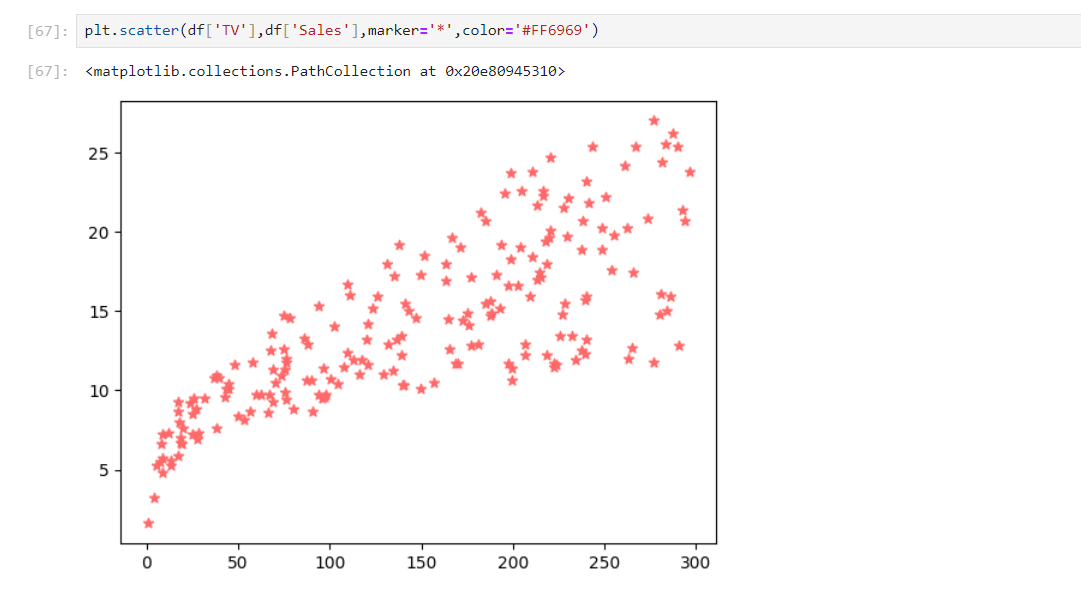 [67]: plt.scatter(df['TV'],df['Sales'],marker='*',color='#FF6969')
[67]: <matplotlib.collections.PathCollection at 0x20e80945310>
25
20
15
10
5
0 50 100 150 200 250 300